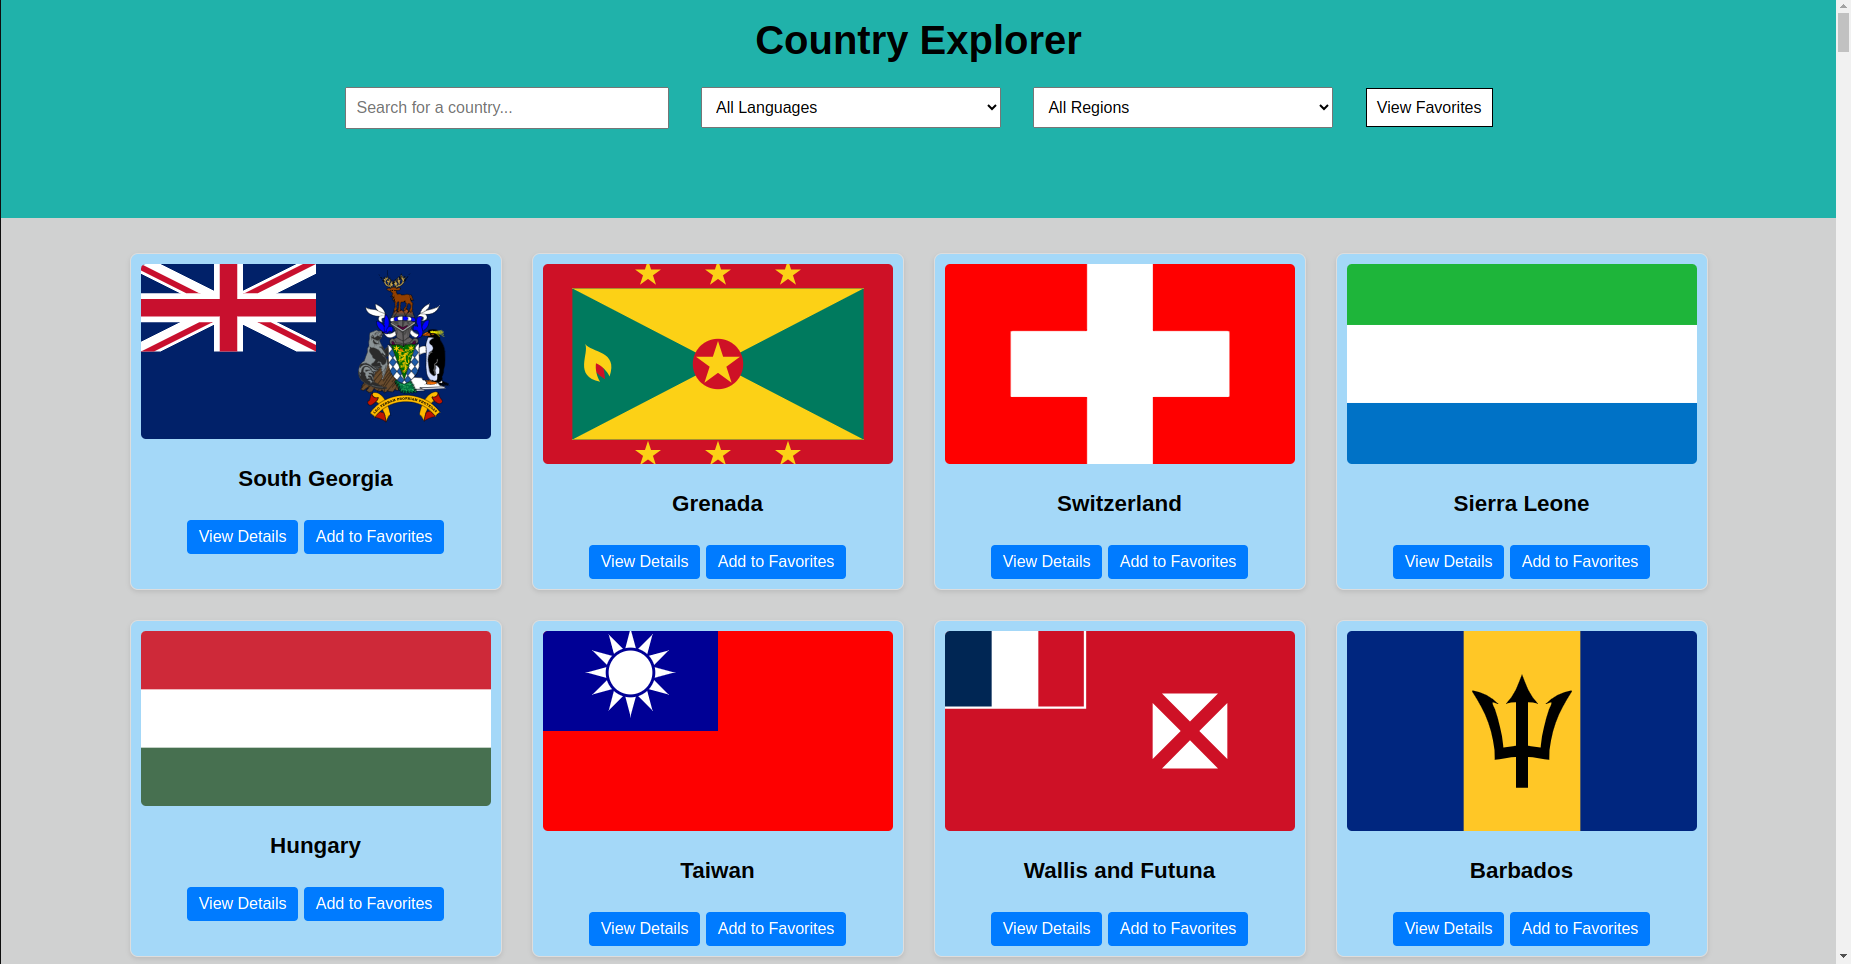 Country Explorer
Search for a country...
All Languages
All Regions
View Favorites
South Georgia
View Details
Add to Favorites
Grenada
View Details
Add to Favorites
Switzerland
View Details
Add to Favorites
Sierra Leone
View Details
Add to Favorites
Hungary
View Details
Add to Favorites
Taiwan
View Details
Add to Favorites
Wallis and Futuna
View Details
Add to Favorites
Barbados
View Details
Add to Favorites